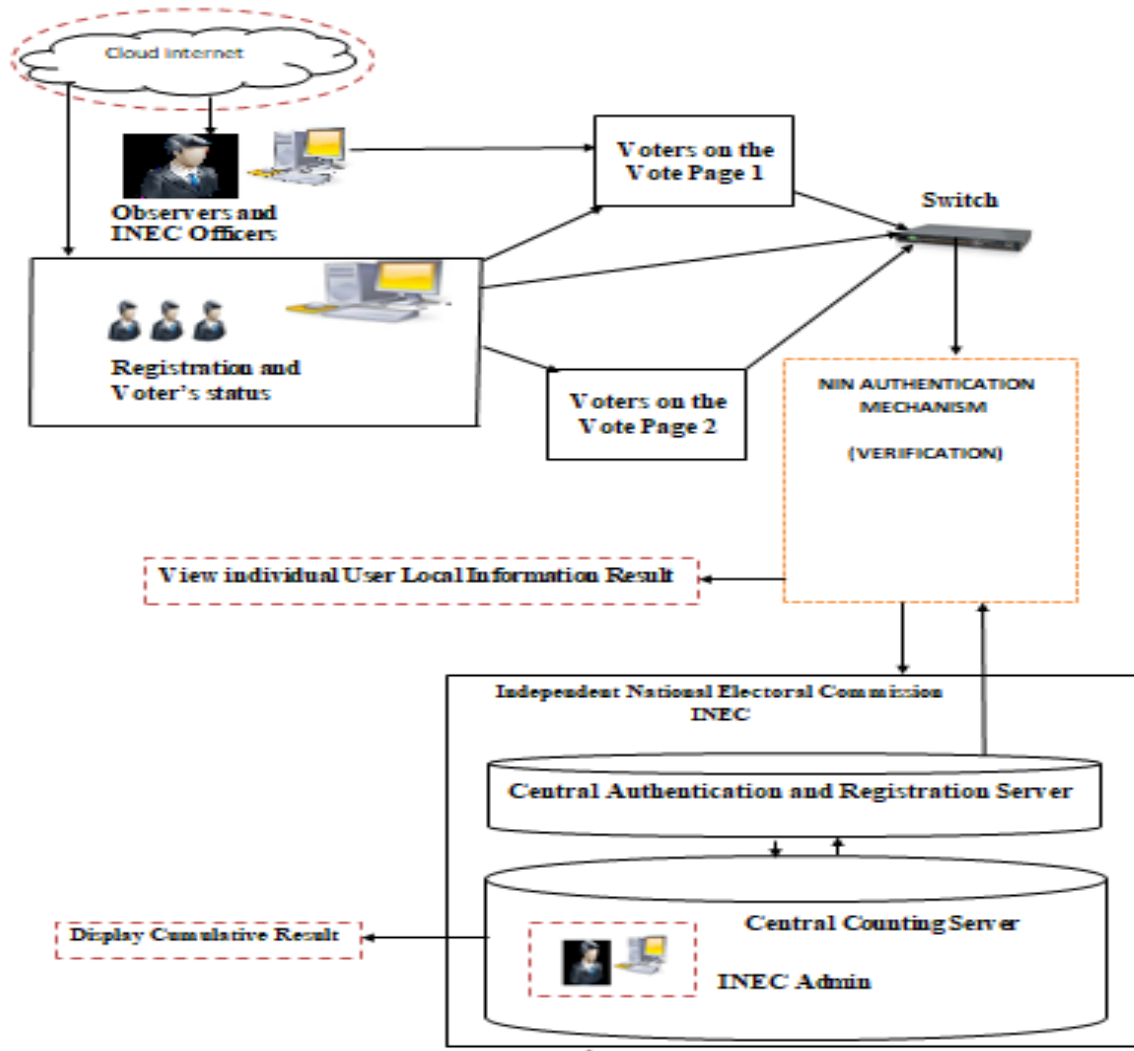 Cloud Internet
Observers and
INEC Officers
Voters on the
Vote Page 1
Switch
Registration and
Voter's status
Voters on the
Vote Page 2
NIN AUTHENTICATION
MECHANISM
(VERIFICATION)
View individual User Local Information Result
Independent National Electoral Commission
INEC
Central Authentication and Registration Server
Central Counting Server
Display Cumulative Result
INEC Admin